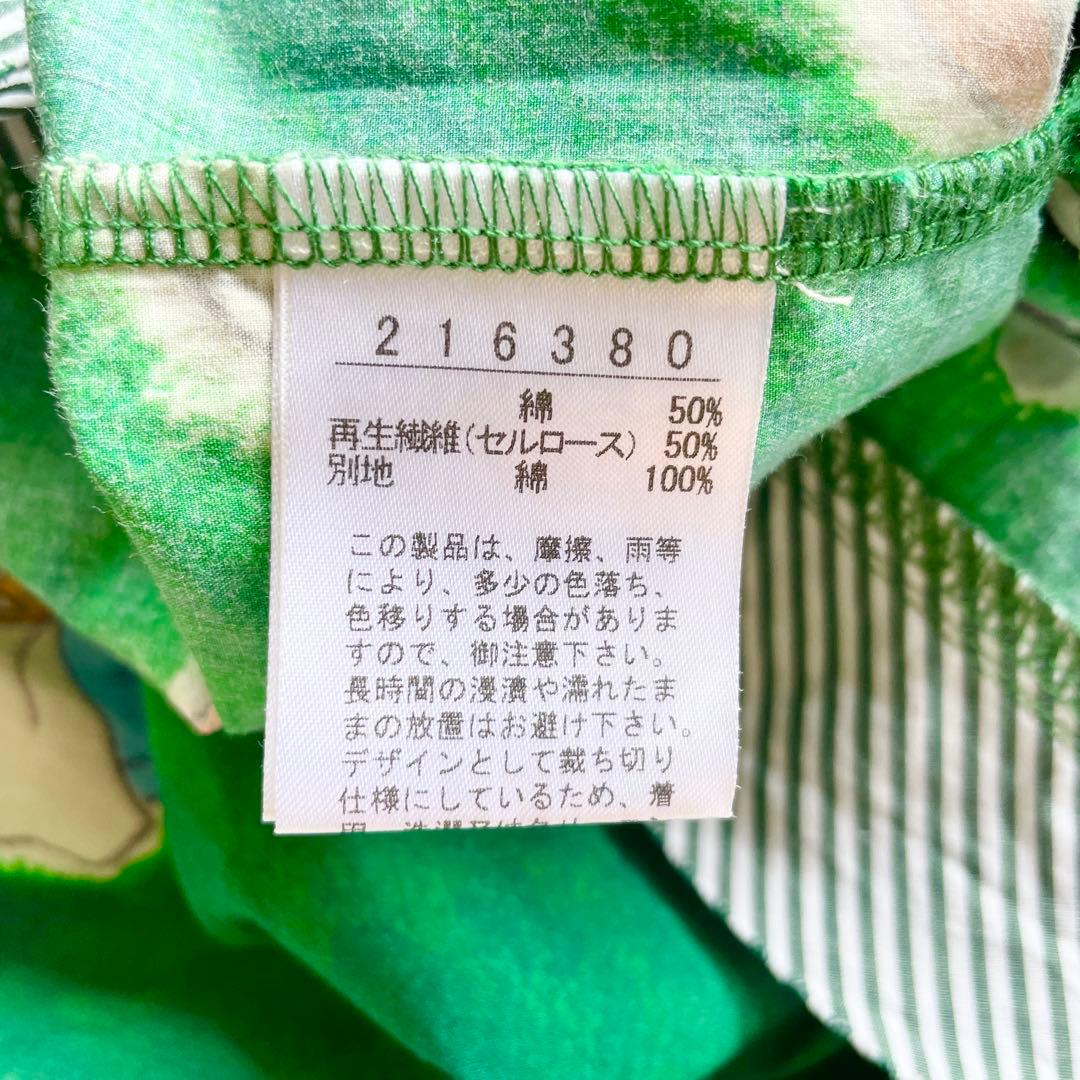 216380
綿 50%
再生繊維(セルロース) 50%
別地 綿 100%
この製品は、摩擦、雨等
により、多少の色落ち、
色移りする場合がありま
すので、御注意下さい。
長時間の浸漬や濡れたま
まの放置はお避け下さい。
デザインとして裁ち切り
仕様にしているため、着